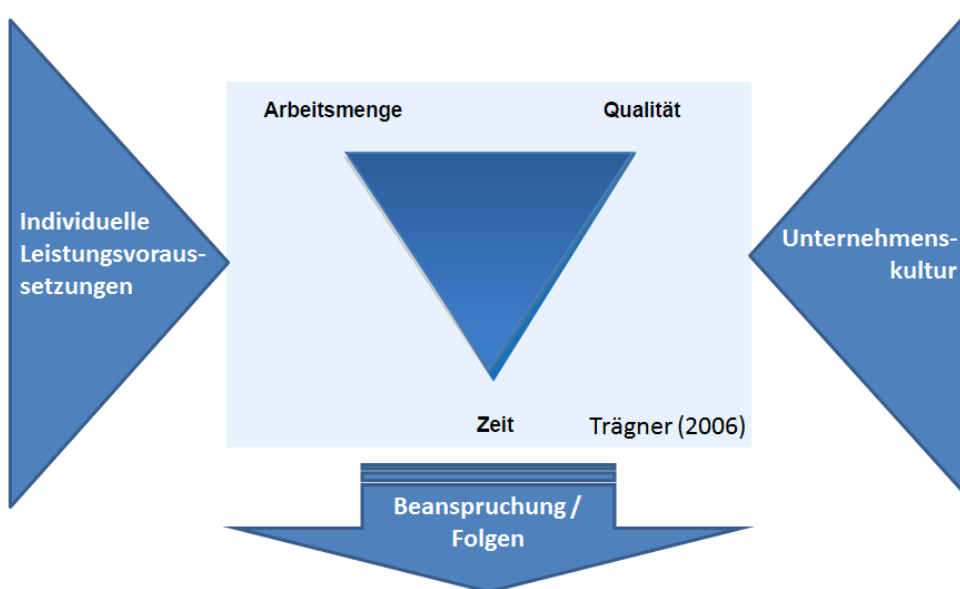 Arbeitsmenge
Qualität
Individuelle
Leistungsvoraus-
setzungen
Unternehmens-
kultur
Zeit
Trägner (2006)
Beanspruchung /
Folgen